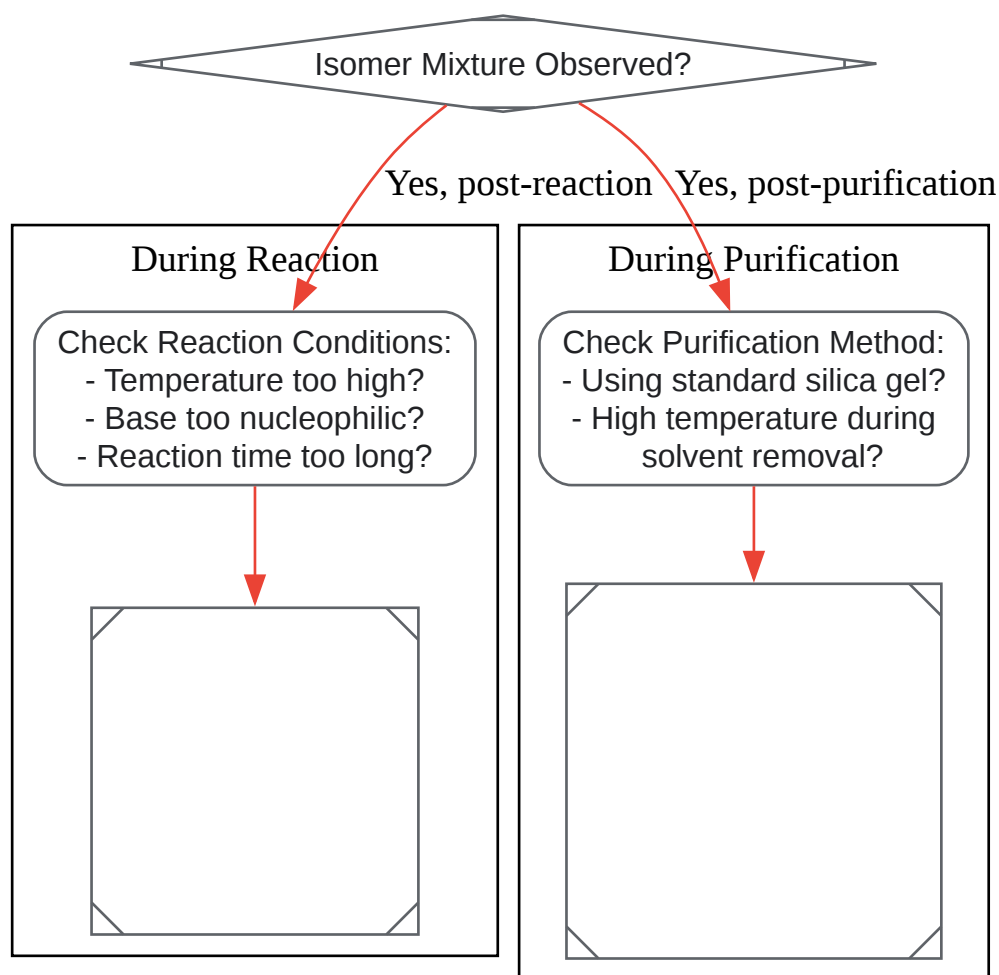 Isomer Mixture Observed?
Yes, post-reaction
Yes, post-purification
During Reaction
Check Reaction Conditions:
- Temperature too high?
- Base too nucleophilic?
- Reaction time too long?
During Purification
Check Purification Method:
- Using standard silica gel?
- High temperature during
solvent removal?